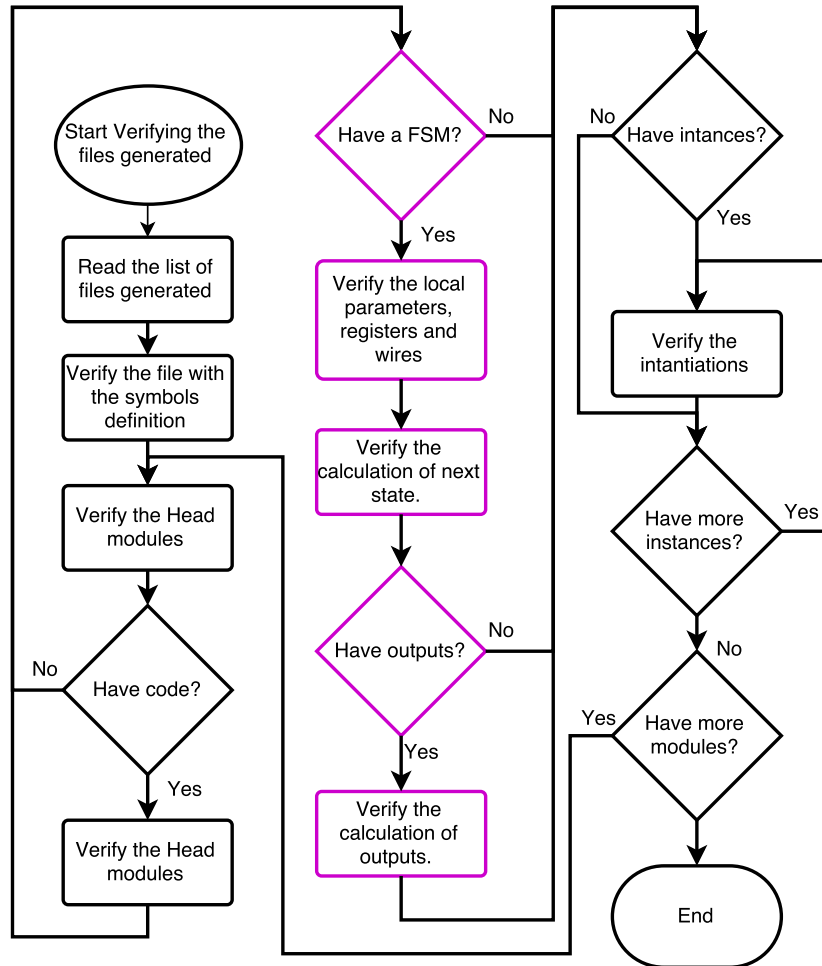 Start Verifying the
files generated
Read the list of
files generated
Verify the file with
the symbols
definition
Verify the Head
modules
Have code?
No
Yes
Verify the Head
modules
Have a FSM?
No
Yes
Verify the local
parameters,
registers and
wires
Verify the
calculation of next
state.
Have outputs?
No
Yes
Verify the
calculation of
outputs.
Have intances?
No
Yes
Verify the
intantiations
Have more
instances?
Yes
No
Have more
modules?
Yes
End